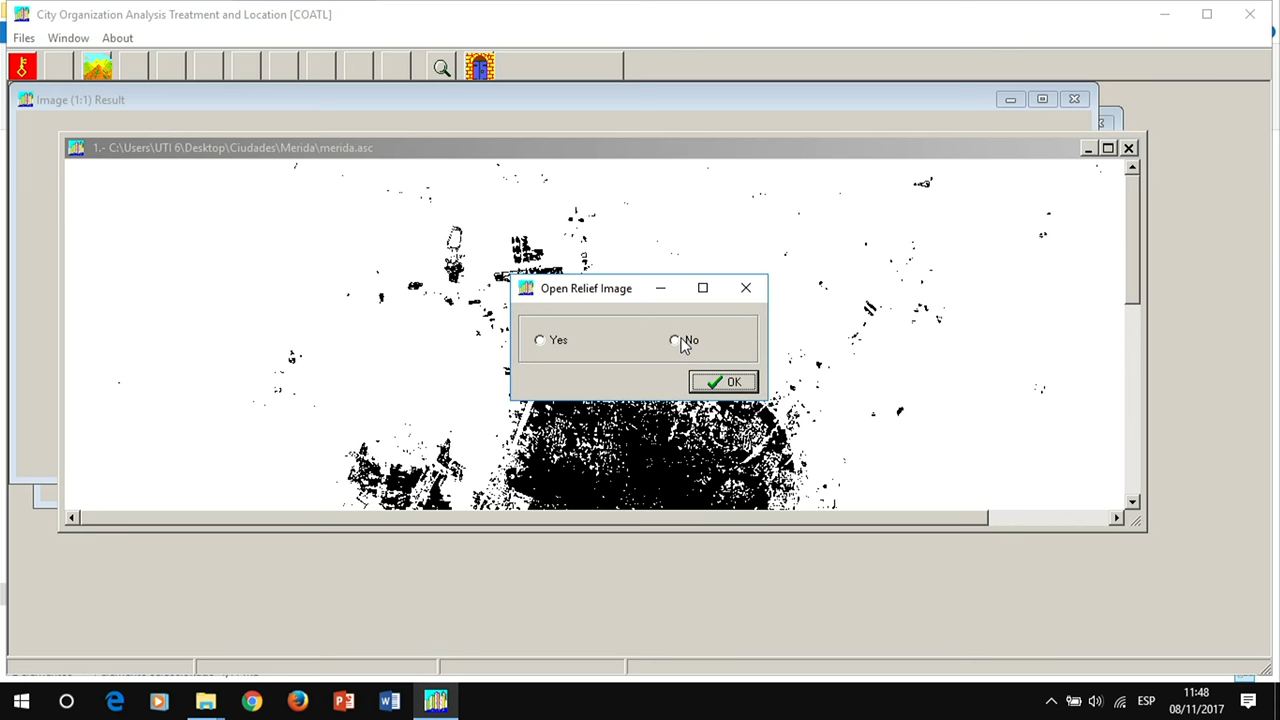 City Organization Analysis Treatment and Location [COATL]
Files Window About
Image (1:1) Result
1.- C:\Users\UTI 6\Desktop\Ciudades\Merida\merida.asc
Open Relief Image
Yes No
OK
ESP
11:48
08/11/2017